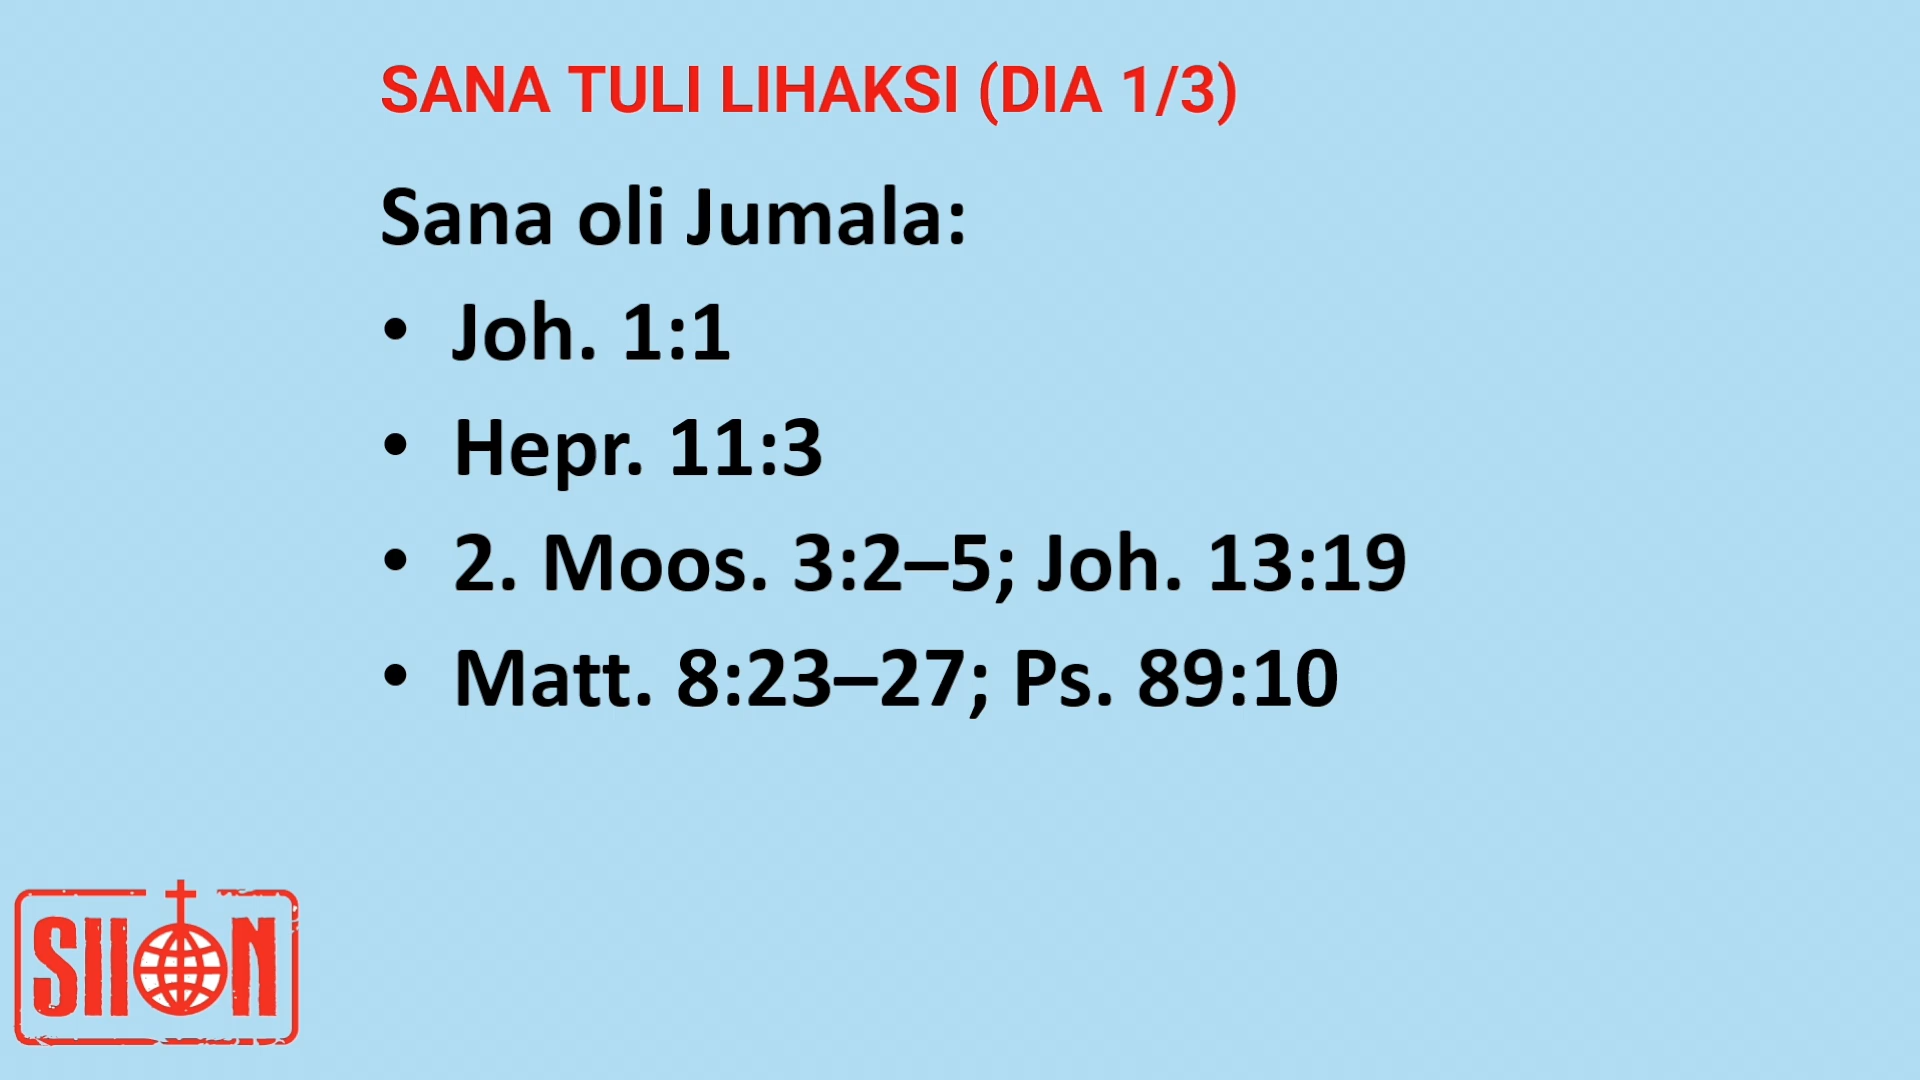 SANA TULI LIHAKSI (DIA 1/3)
Sana oli Jumala:
• Joh. 1:1
• Hepr. 11:3
• 2. Moos. 3:2–5; Joh. 13:19
• Matt. 8:23–27; Ps. 89:10
SIION